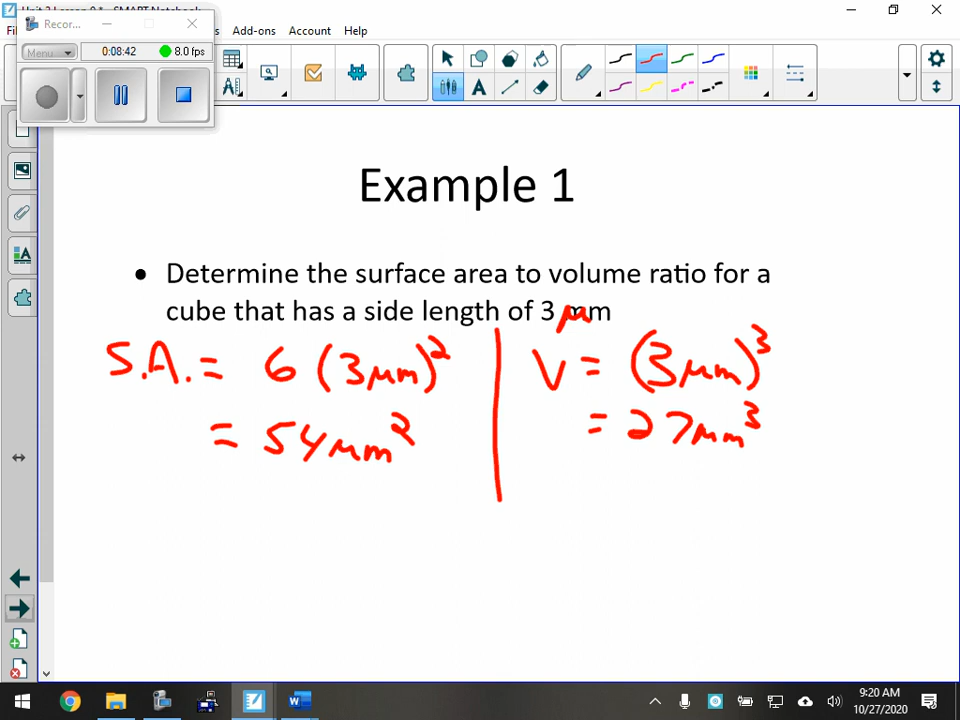 Recor...
Menu
0:08:42
8.0 fps
Add-ons Account Help
Example 1
• Determine the surface area to volume ratio for a
cube that has a side length of 3 mm
μ
S.A. = 6 (3μm)²
= 54μm²
V = (3μm)³
= 27μm³
9:20 AM
10/27/2020